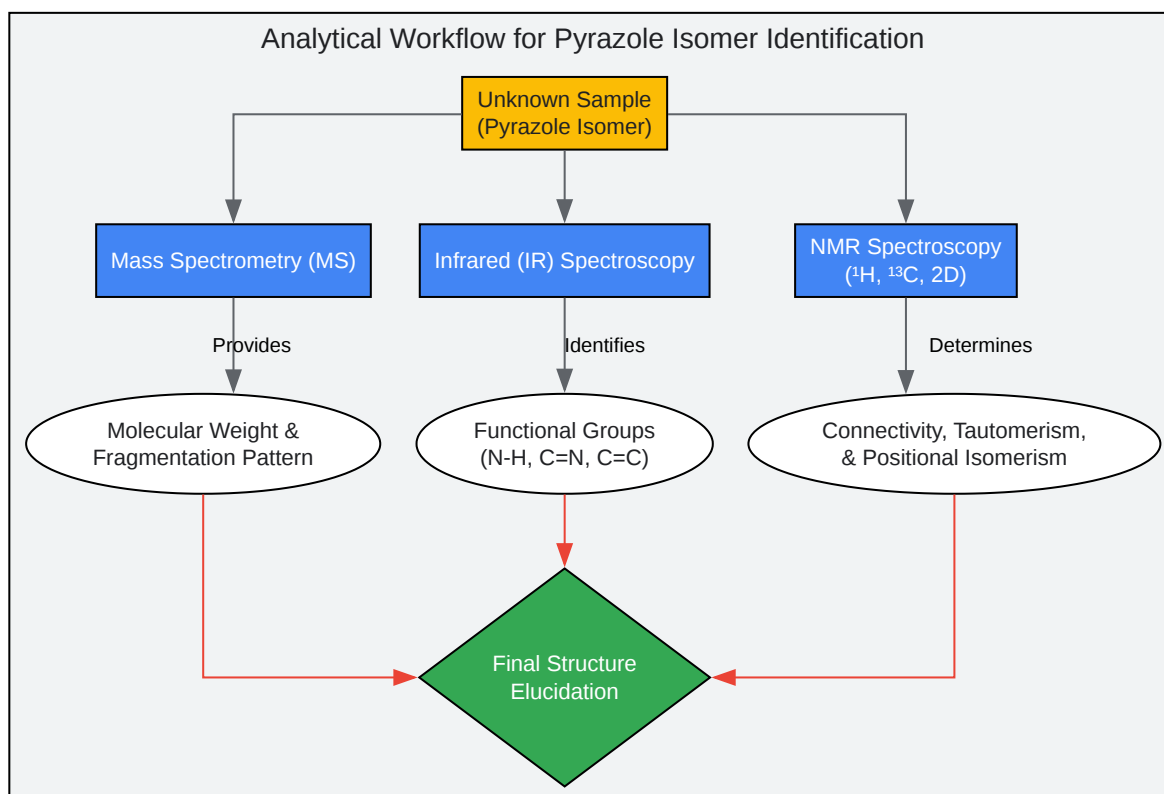 Analytical Workflow for Pyrazole Isomer Identification
Unknown Sample
(Pyrazole Isomer)
Mass Spectrometry (MS)
Infrared (IR) Spectroscopy
NMR Spectroscopy
(¹H, ¹³C, 2D)
Provides
Identifies
Determines
Molecular Weight &
Fragmentation Pattern
Functional Groups
(N-H, C=N, C=C)
Connectivity, Tautomerism,
& Positional Isomerism
Final Structure
Elucidation